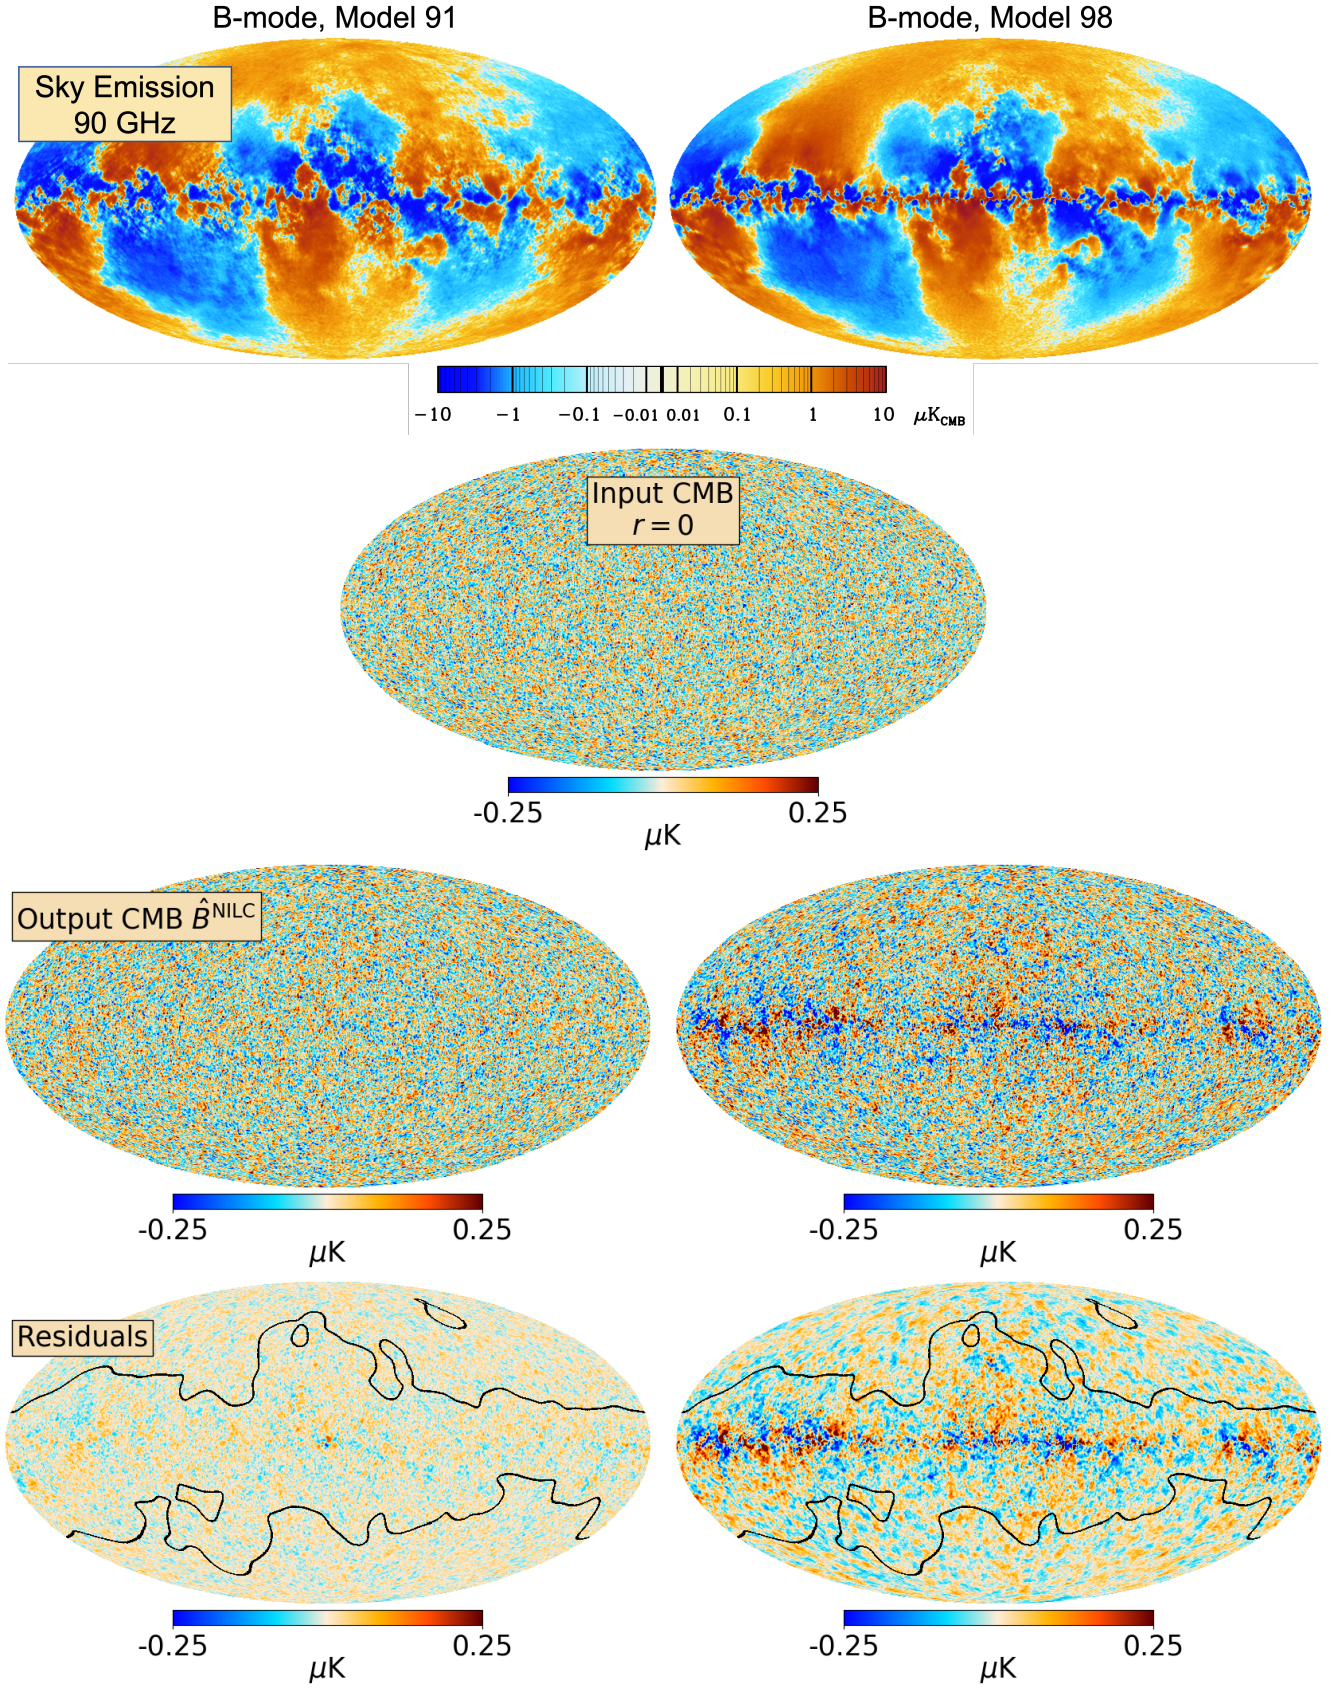 B-mode, Model 91
B-mode, Model 98
Sky Emission
90 GHz
−10 −1 −0.1 −0.01 0.01 0.1 1 10 μK_CMB
Input CMB
r = 0
-0.25 0.25
μK
Output CMB B̂^NILC
-0.25 0.25
μK
-0.25 0.25
μK
Residuals
-0.25 0.25
μK
-0.25 0.25
μK